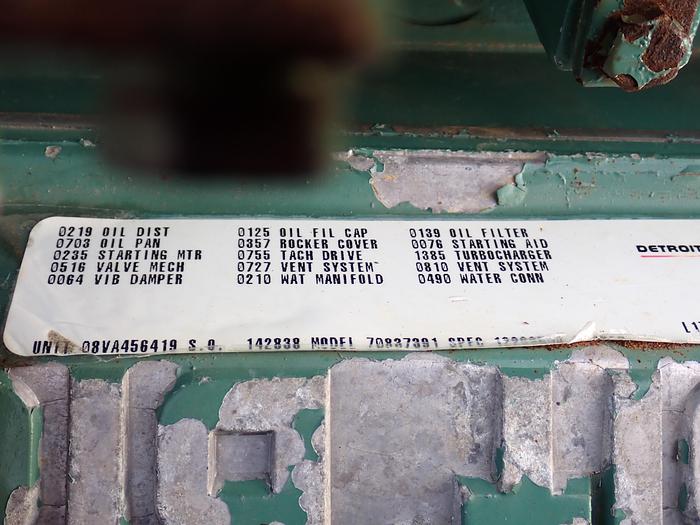 0219 OIL DIST 0125 OIL FIL CAP 0139 OIL FILTER
0703 OIL PAN 0357 ROCKER COVER 0076 STARTING AID
0235 STARTING MTR 0755 TACH DRIVE 1385 TURBOCHARGER
0516 VALVE MECH 0727 VENT SYSTEM 0810 VENT SYSTEM
0064 VIB DAMPER 0210 WAT MANIFOLD 0490 WATER CONN
DETROIT
UNIT 08VA456419 S.O. 142838 MODEL 70837391 SPEC